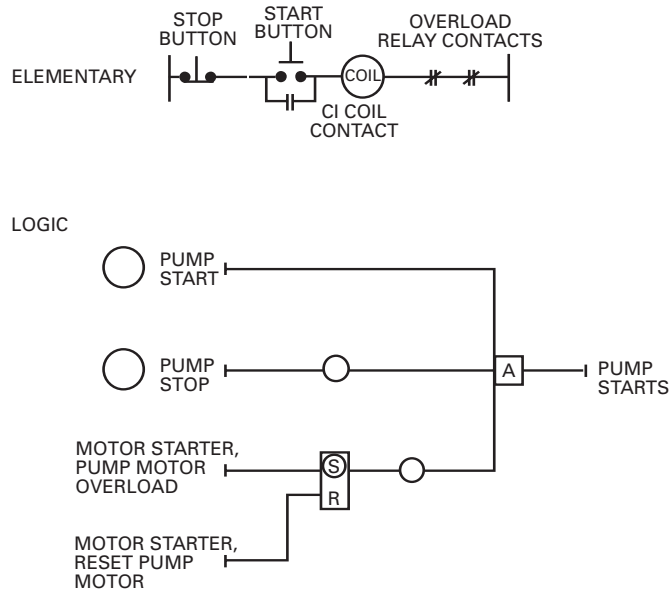 STOP
BUTTON
START
BUTTON
OVERLOAD
RELAY CONTACTS
ELEMENTARY
COIL
CI COIL
CONTACT
LOGIC
PUMP
START
PUMP
STOP
A
PUMP
STARTS
MOTOR STARTER,
PUMP MOTOR
OVERLOAD
S
R
MOTOR STARTER,
RESET PUMP
MOTOR